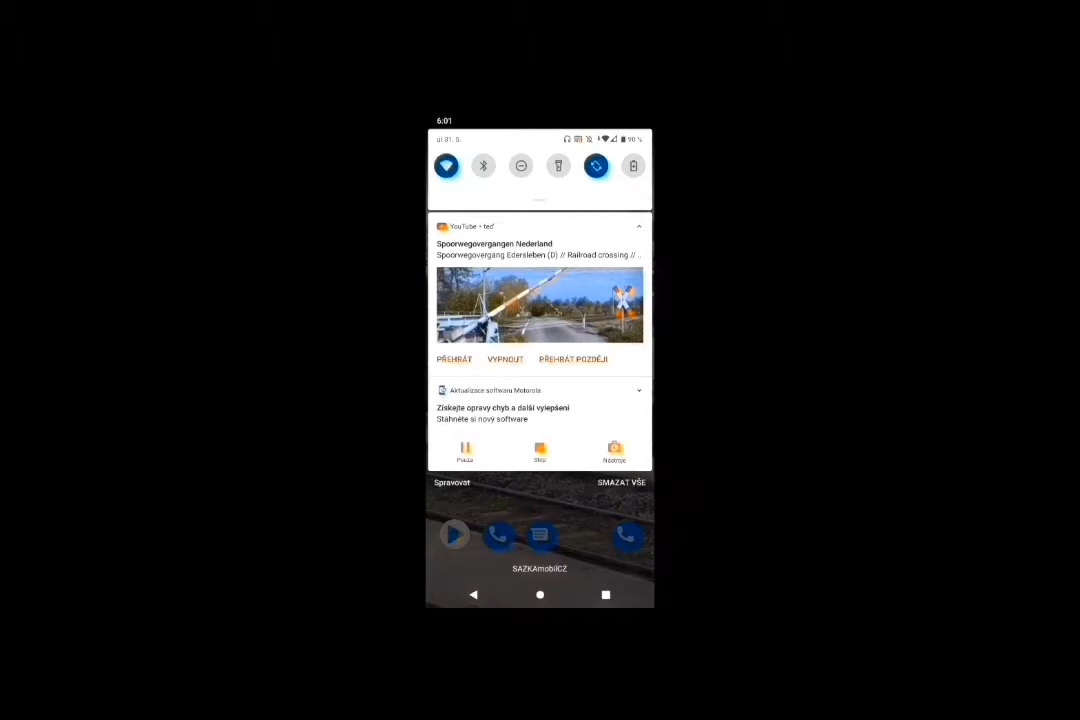 6:01
út 31. 5.
90 %
YouTube • teď
Spoorwegovergangen Nederland
Spoorwegovergang Edersleben (D) // Railroad crossing // ..
PŘEHRÁT VYPNOUT PŘEHRÁT POZDĚJI
Aktualizace softwaru Motorola
Získejte opravy chyb a další vylepšení
Stáhněte si nový software
Pauza Stop Nástroje
Spravovat SMAZAT VŠE
SAZKAmobilCZ